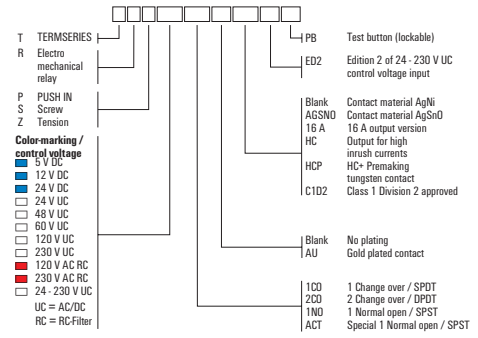 T TERMSERIES
R Electro
mechanical
relay
P PUSH IN
S Screw
Z Tension
Color-marking /
control voltage
5 V DC
12 V DC
24 V DC
24 V UC
48 V UC
60 V UC
120 V UC
230 V UC
120 V AC RC
230 V AC RC
24 - 230 V UC
UC = AC/DC
RC = RC-Filter
PB Test button (lockable)
ED2 Edition 2 of 24 - 230 V UC
control voltage input
Blank Contact material AgNi
AGSNO Contact material AgSnO
16 A 16 A output version
HC Output for high
inrush currents
HCP HC+ Premaking
tungsten contact
C1D2 Class 1 Division 2 approved
Blank No plating
AU Gold plated contact
1CO 1 Change over / SPDT
2CO 2 Change over / DPDT
1NO 1 Normal open / SPST
ACT Special 1 Normal open / SPST